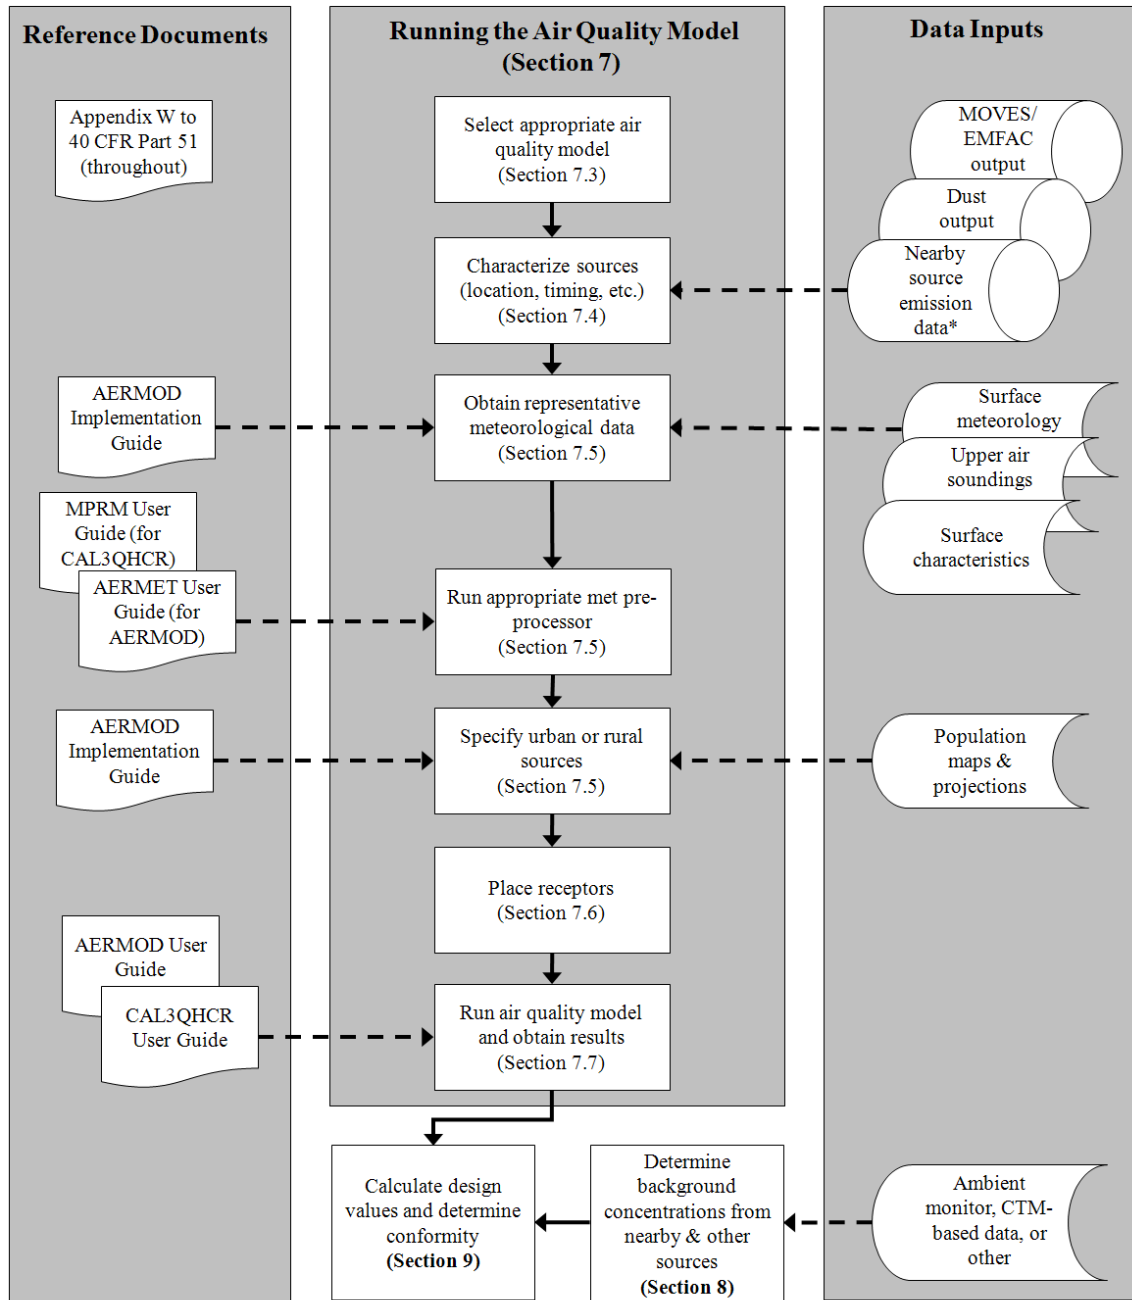 Reference Documents
Appendix W to
40 CFR Part 51
(throughout)
AERMOD
Implementation
Guide
MPRM User
Guide (for
CAL3QHCR)
AERMET User
Guide (for
AERMOD)
AERMOD
Implementation
Guide
AERMOD User
Guide
CAL3QHCR
User Guide
Running the Air Quality Model
(Section 7)
Select appropriate air
quality model
(Section 7.3)
Characterize sources
(location, timing, etc.)
(Section 7.4)
Obtain representative
meteorological data
(Section 7.5)
Run appropriate met pre-
processor
(Section 7.5)
Specify urban or rural
sources
(Section 7.5)
Place receptors
(Section 7.6)
Run air quality model
and obtain results
(Section 7.7)
Calculate design
values and determine
conformity
(Section 9)
Determine
background
concentrations from
nearby & other
sources
(Section 8)
Data Inputs
MOVES/
EMFAC
output
Dust
output
Nearby
source
emission
data*
Surface
meteorology
Upper air
soundings
Surface
characteristics
Population
maps &
projections
Ambient
monitor, CTM-
based data, or
other